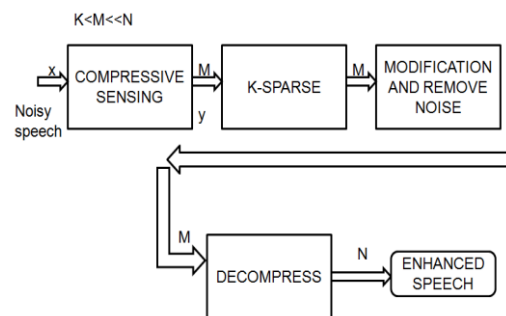 K<M<<N
x
Noisy
speech
COMPRESSIVE
SENSING
M
y
K-SPARSE
M
MODIFICATION
AND REMOVE
NOISE
M
DECOMPRESS
N
ENHANCED
SPEECH